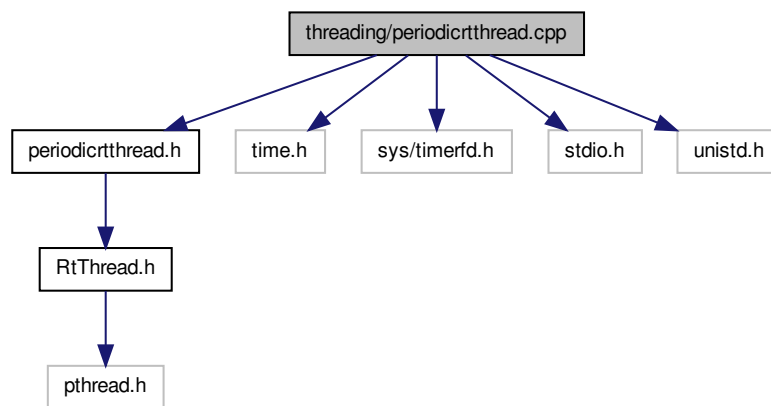 threading/periodicrtthread.cpp
periodicrtthread.h
time.h
sys/timerfd.h
stdio.h
unistd.h
RtThread.h
pthread.h